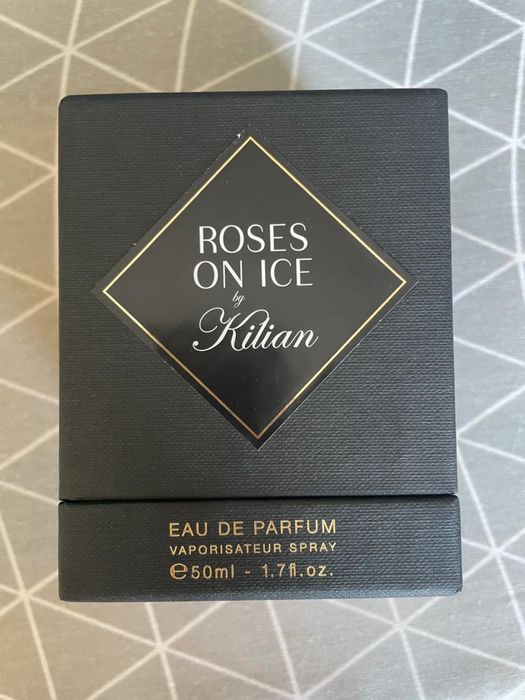 ROSES
ON ICE
by
Kilian
EAU DE PARFUM
VAPORISATEUR SPRAY
℮50ml - 1.7fl.oz.